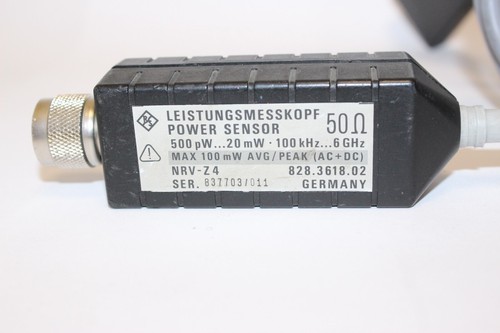 LEISTUNGSMESSKOPF
POWER SENSOR 50Ω
500 pW...20 mW · 100 kHz...6 GHz
MAX 100 mW AVG/PEAK (AC+DC)
NRV-Z4 828.3618.02
SER. 837703/011 GERMANY